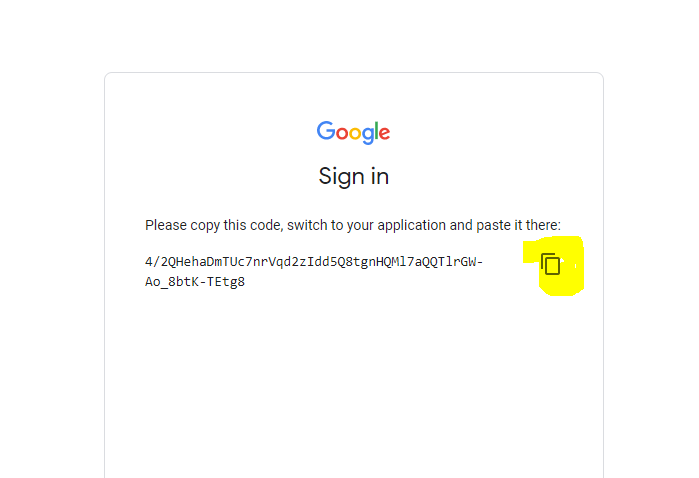 Google
Sign in
Please copy this code, switch to your application and paste it there:
4/2QHehaDmTUc7nrVqd2zIdd5Q8tgnHQMl7aQQTlrGW-
Ao_8btK-TEtg8